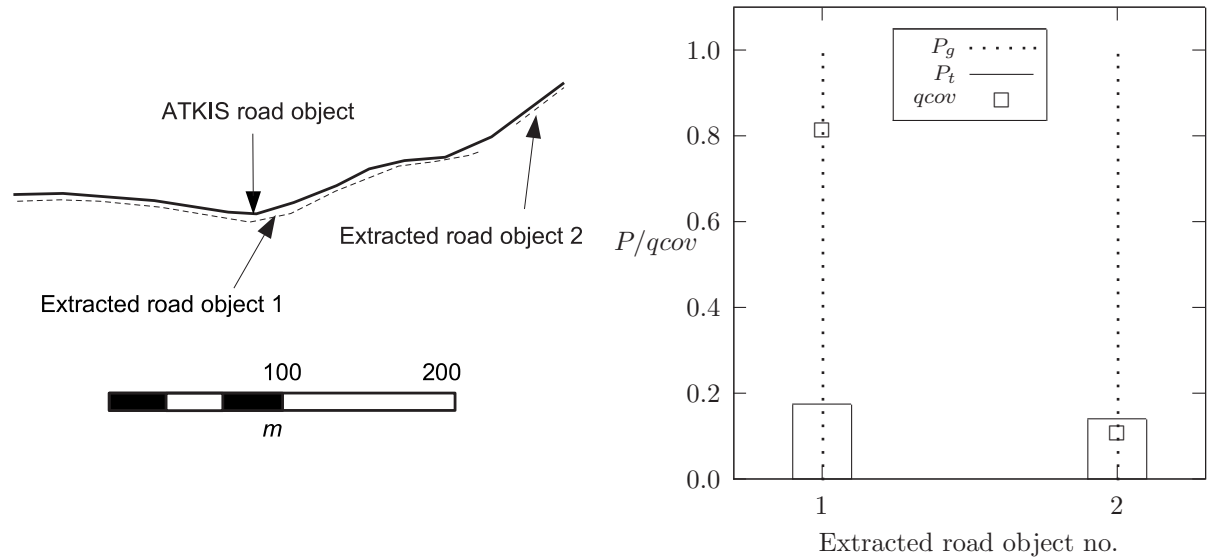 ATKIS road object
Extracted road object 2
Extracted road object 1
100 200
m
1.0
0.8
0.6
0.4
0.2
0.0
P/qcov
P_g
P_t
qcov
1 2
Extracted road object no.